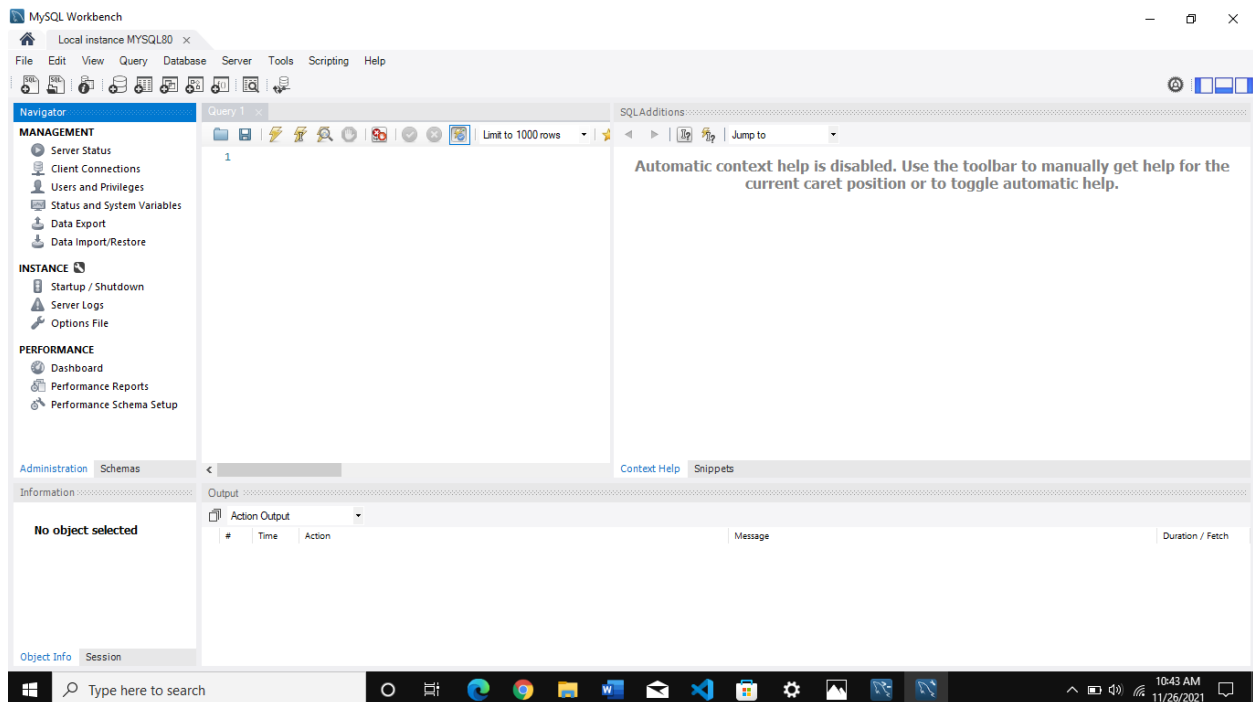 MySQL Workbench
Local instance MYSQL80
File Edit View Query Database Server Tools Scripting Help
Navigator
MANAGEMENT
Server Status
Client Connections
Users and Privileges
Status and System Variables
Data Export
Data Import/Restore
INSTANCE
Startup / Shutdown
Server Logs
Options File
PERFORMANCE
Dashboard
Performance Reports
Performance Schema Setup
Administration Schemas
Query 1
Limit to 1000 rows
1
SQLAdditions
Jump to
Automatic context help is disabled. Use the toolbar to manually get help for the
current caret position or to toggle automatic help.
Context Help Snippets
Information
No object selected
Object Info Session
Output
Action Output
# Time Action Message Duration / Fetch
Type here to search
10:43 AM
11/26/2021